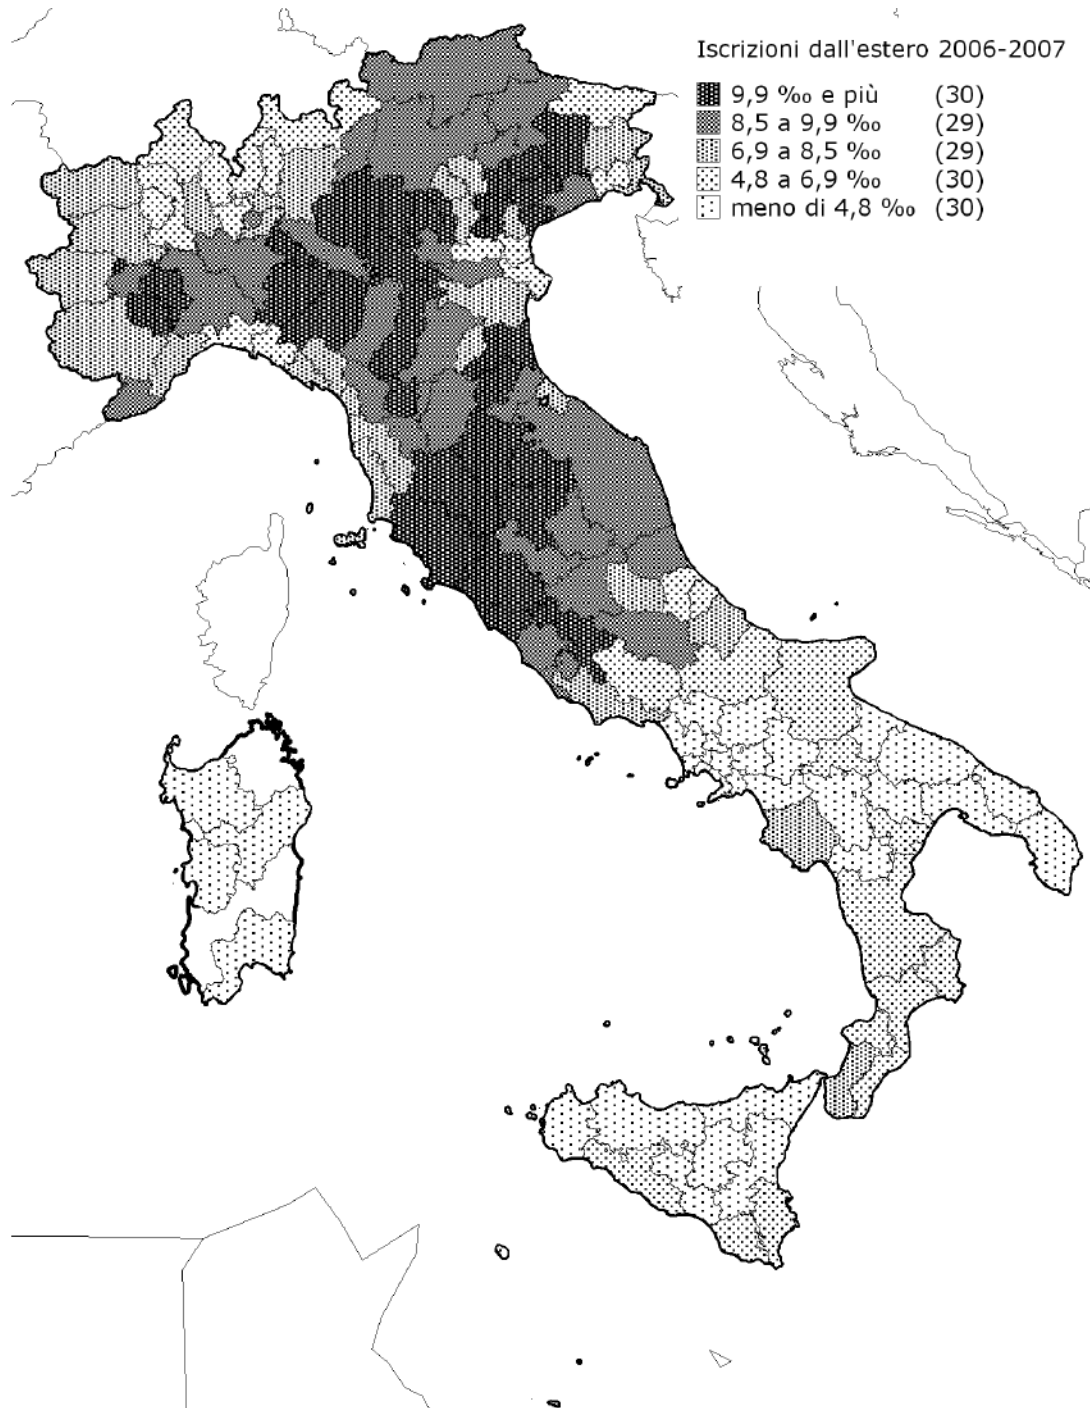 Iscrizioni dall'estero 2006-2007
9,9 ‰ e più (30)
8,5 a 9,9 ‰ (29)
6,9 a 8,5 ‰ (29)
4,8 a 6,9 ‰ (30)
meno di 4,8 ‰ (30)